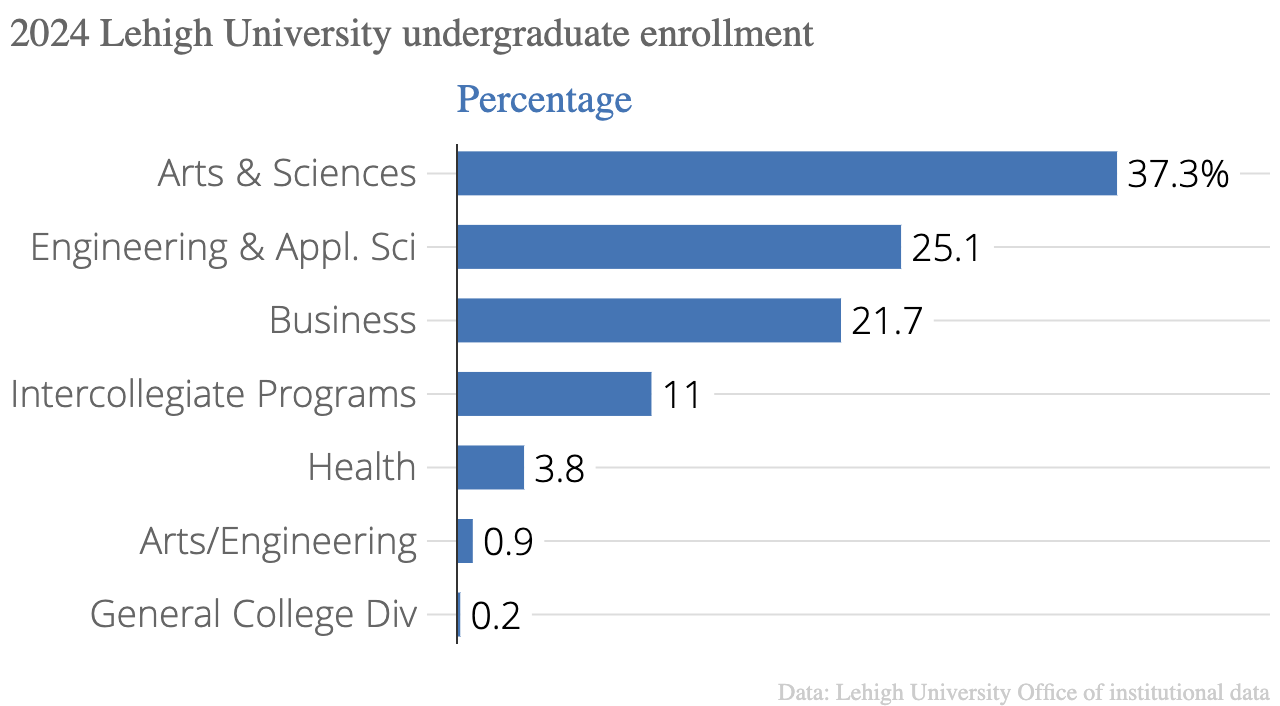 2024 Lehigh University undergraduate enrollment
Percentage
Arts & Sciences 37.3%
Engineering & Appl. Sci 25.1
Business 21.7
Intercollegiate Programs 11
Health 3.8
Arts/Engineering 0.9
General College Div 0.2
Data: Lehigh University Office of institutional data